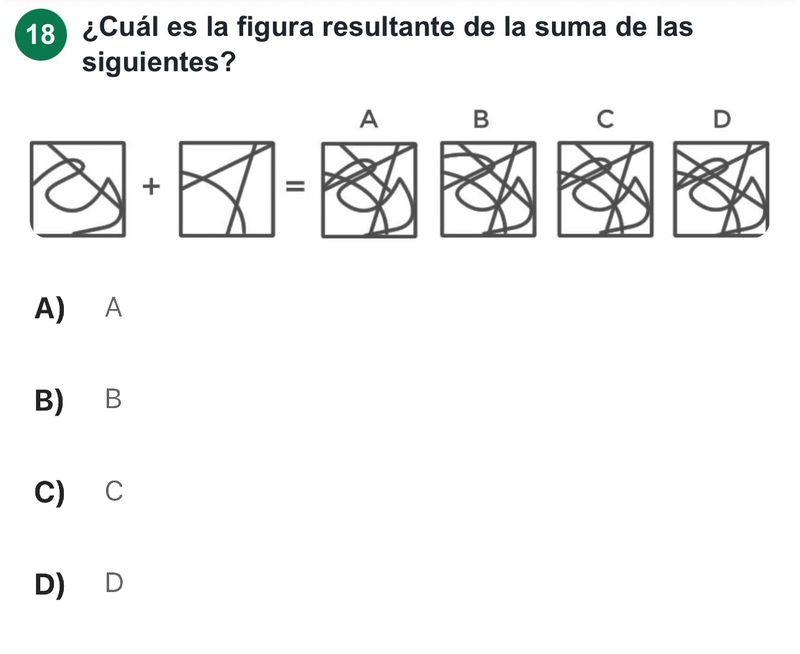 18 ¿Cuál es la figura resultante de la suma de las
siguientes?
A B C D
+ =
A) A
B) B
C) C
D) D